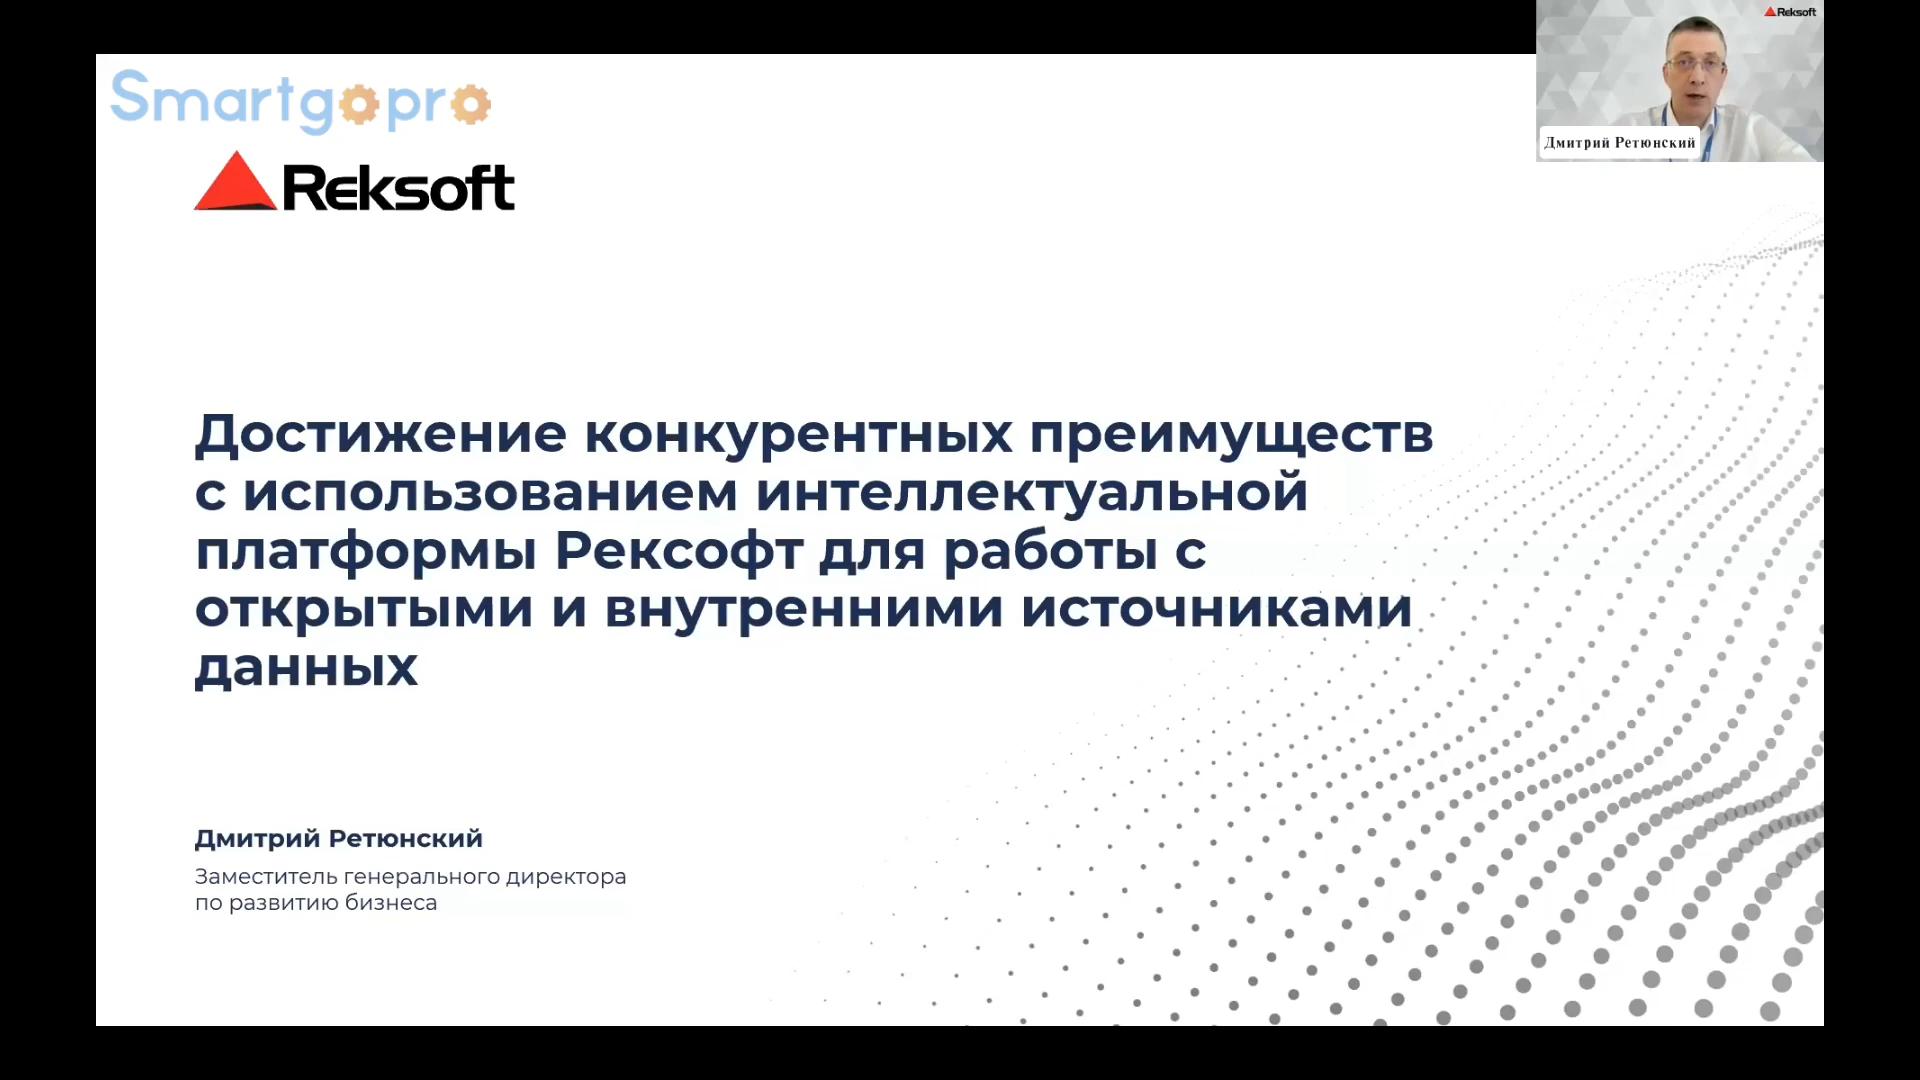 Smartgopro
Reksoft
Reksoft
Дмитрий Ретюнский
Достижение конкурентных преимуществ
с использованием интеллектуальной
платформы Рексофт для работы с
открытыми и внутренними источниками
данных
Дмитрий Ретюнский
Заместитель генерального директора
по развитию бизнеса